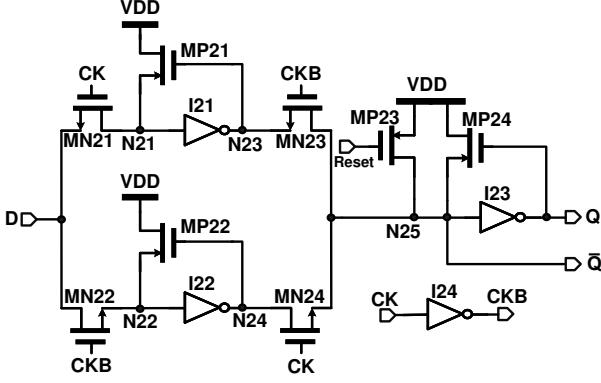 VDD
MP21
CK
CKB
I21
VDD
MP23
MP24
MN21
N21
N23
MN23
Reset
VDD
I23
MP22
D
Q
N25
Q̅
MN22
I22
MN24
CK
I24
CKB
N22
N24
CKB
CK